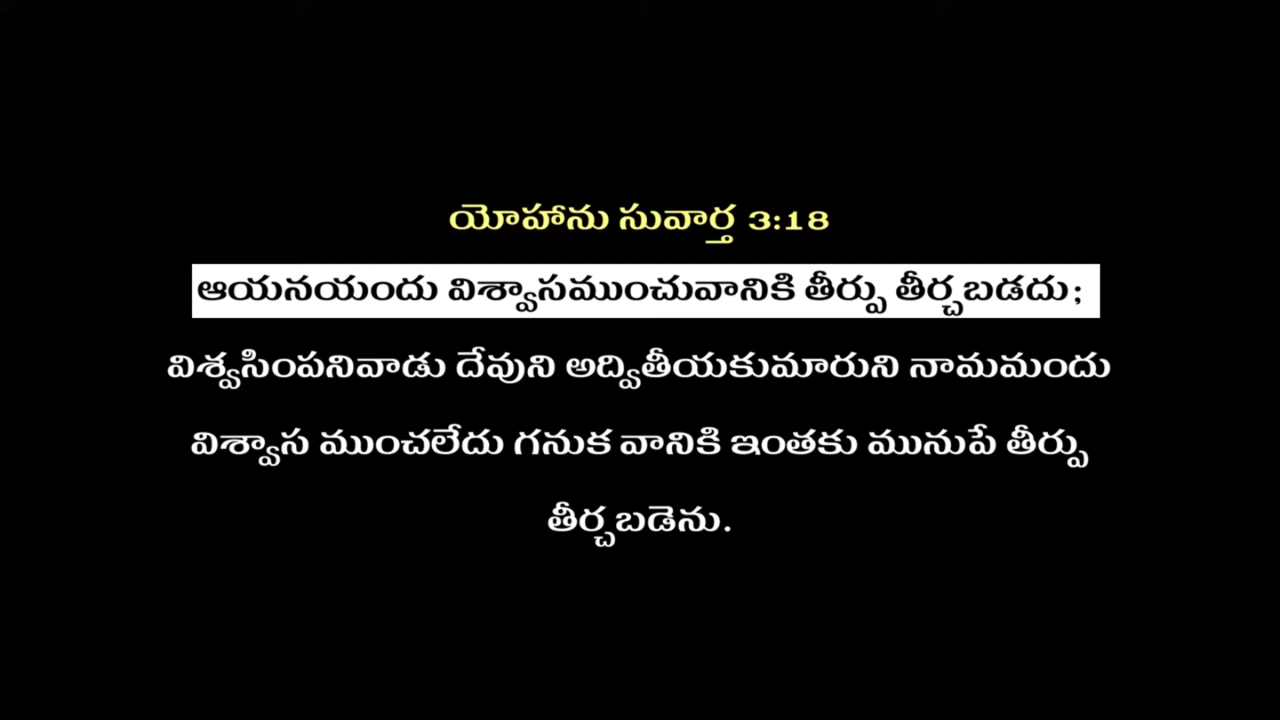 యోహాను సువార్త 3:18
ఆయనయందు విశ్వాసముంచువానికి తీర్పు తీర్చబడదు;
విశ్వసింపనివాడు దేవుని అద్వితీయకుమారుని నామమందు
విశ్వాస ముంచలేదు గనుక వానికి ఇంతకు మునుపే తీర్పు
తీర్చబడెను.